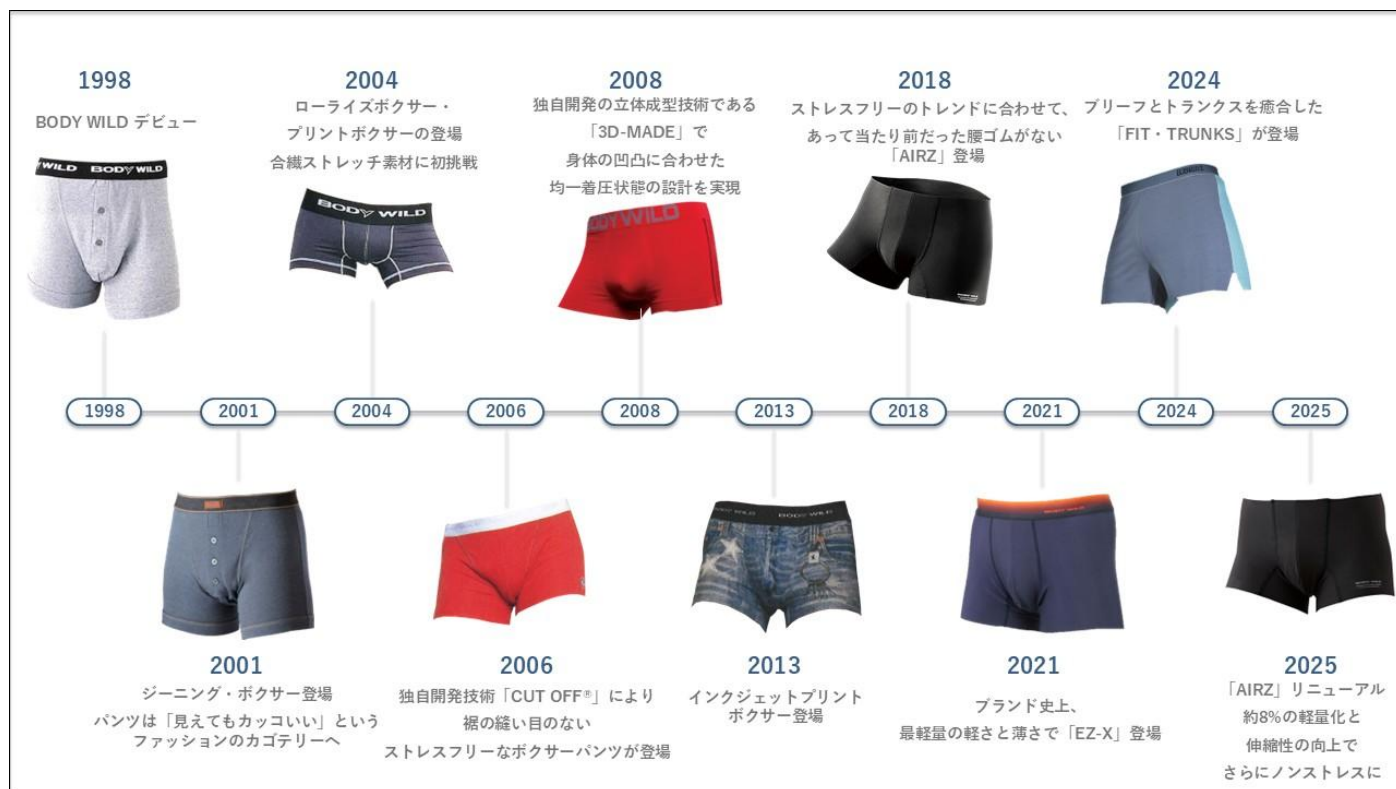 1998
BODY WILD デビュー
WILD BODY WILD
2004
ローライズボクサー・
プリントボクサーの登場
合繊ストレッチ素材に初挑戦
BODY WILD
2008
独自開発の立体成型技術である
「3D-MADE」で
身体の凹凸に合わせた
均一着圧状態の設計を実現
BODYWILD
2018
ストレスフリーのトレンドに合わせて、
あって当たり前だった腰ゴムがない
「AIRZ」登場
2024
ブリーフとトランクスを癒合した
「FIT・TRUNKS」が登場
1998
2001
2004
2006
2008
2013
2018
2021
2024
2025
2001
ジーニング・ボクサー登場
パンツは「見えてもカッコいい」という
ファッションのカゴテリーへ
2006
独自開発技術「CUT OFF®」により
裾の縫い目のない
ストレスフリーなボクサーパンツが登場
BODY WILD
2013
インクジェットプリント
ボクサー登場
BODY WILD
2021
ブランド史上、
最軽量の軽さと薄さで「EZ-X」登場
2025
「AIRZ」リニューアル
約8%の軽量化と
伸縮性の向上で
さらにノンストレスに